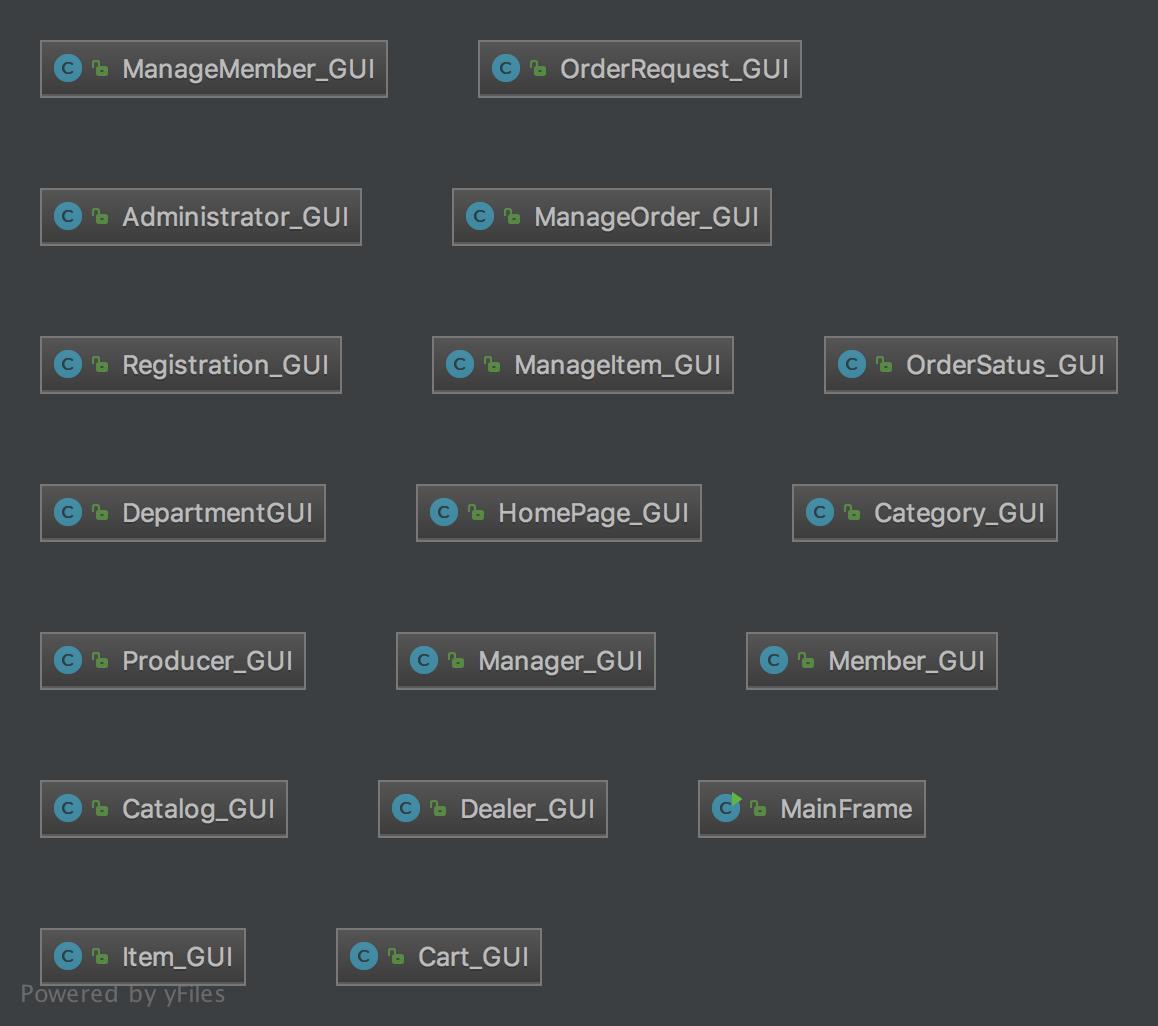 C ManageMember_GUI C OrderRequest_GUI
C Administrator_GUI C ManageOrder_GUI
C Registration_GUI C ManageItem_GUI C OrderSatus_GUI
C DepartmentGUI C HomePage_GUI C Category_GUI
C Producer_GUI C Manager_GUI C Member_GUI
C Catalog_GUI C Dealer_GUI C MainFrame
C Item_GUI C Cart_GUI
Powered by yFiles